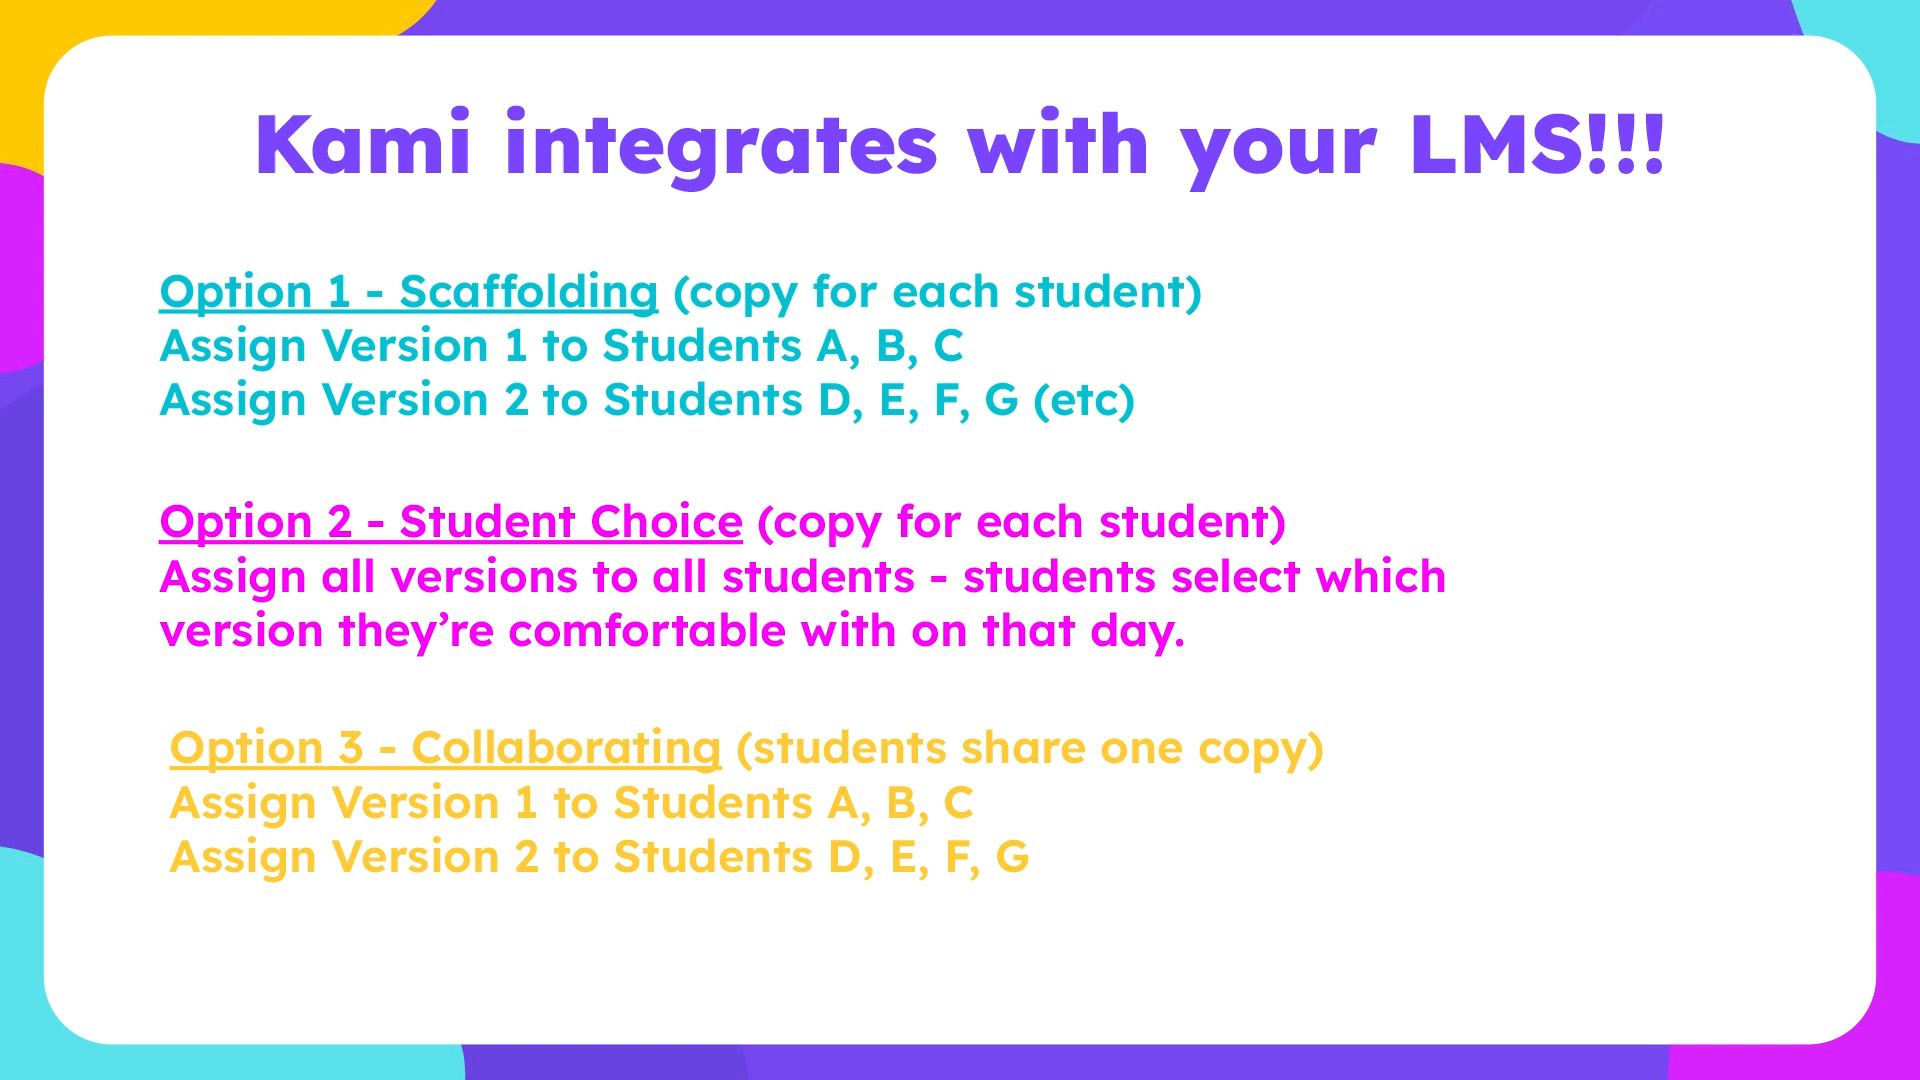 Kami integrates with your LMS!!!
Option 1 - Scaffolding (copy for each student)
Assign Version 1 to Students A, B, C
Assign Version 2 to Students D, E, F, G (etc)
Option 2 - Student Choice (copy for each student)
Assign all versions to all students - students select which
version they’re comfortable with on that day.
Option 3 - Collaborating (students share one copy)
Assign Version 1 to Students A, B, C
Assign Version 2 to Students D, E, F, G